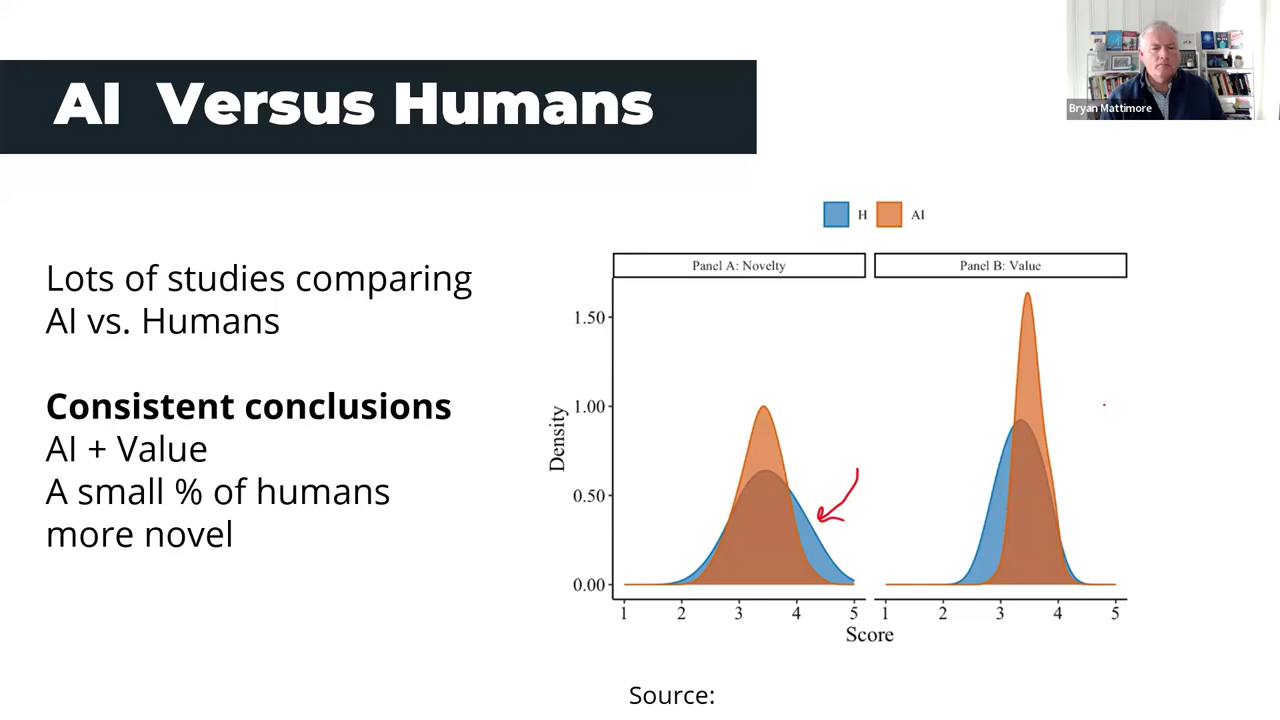 AI Versus Humans
Bryan Mattimore
Lots of studies comparing
AI vs. Humans
Consistent conclusions
AI + Value
A small % of humans
more novel
H AI
Panel A: Novelty
Panel B: Value
Density
1.50
1.00
0.50
0.00
1 2 3 4 5
1 2 3 4 5
Score
Source: